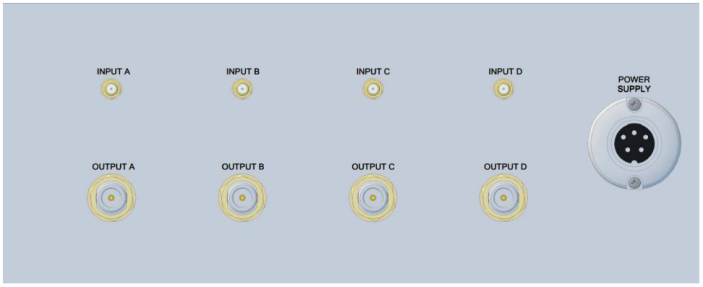 INPUT A
INPUT B
INPUT C
INPUT D
POWER
SUPPLY
OUTPUT A
OUTPUT B
OUTPUT C
OUTPUT D